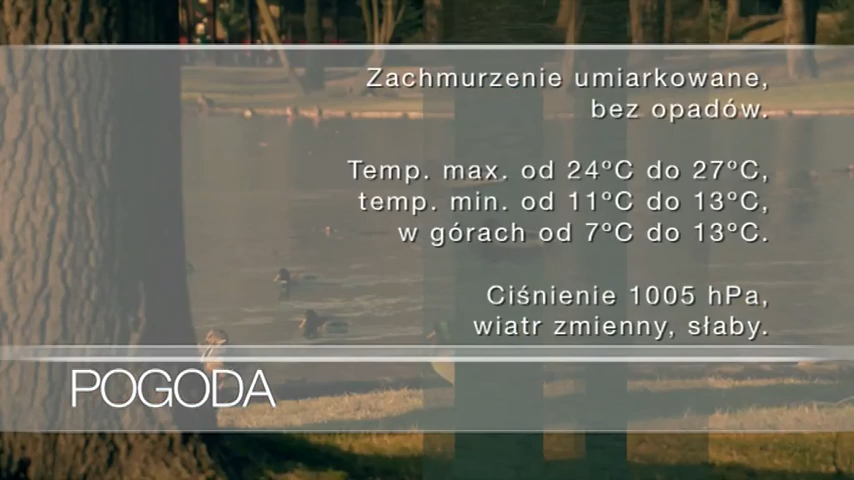 Zachmurzenie umiarkowane,
bez opadów.
Temp. max. od 24°C do 27°C,
temp. min. od 11°C do 13°C,
w górach od 7°C do 13°C.
Ciśnienie 1005 hPa,
wiatr zmienny, słaby.
POGODA